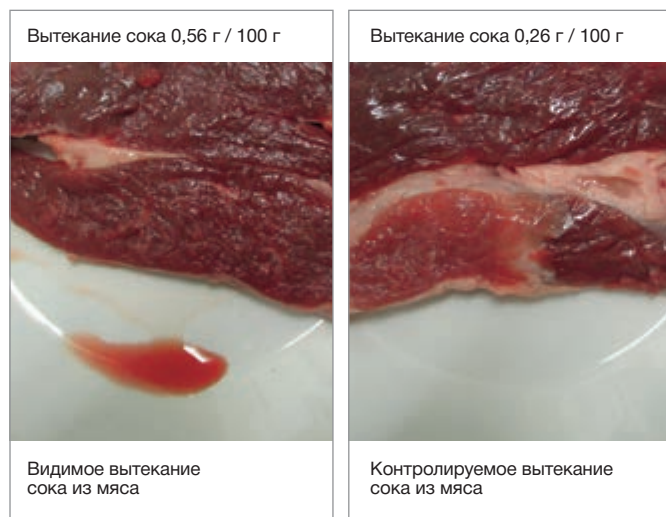 Вытекание сока 0,56 г / 100 г
Вытекание сока 0,26 г / 100 г
Видимое вытекание
сока из мяса
Контролируемое вытекание
сока из мяса